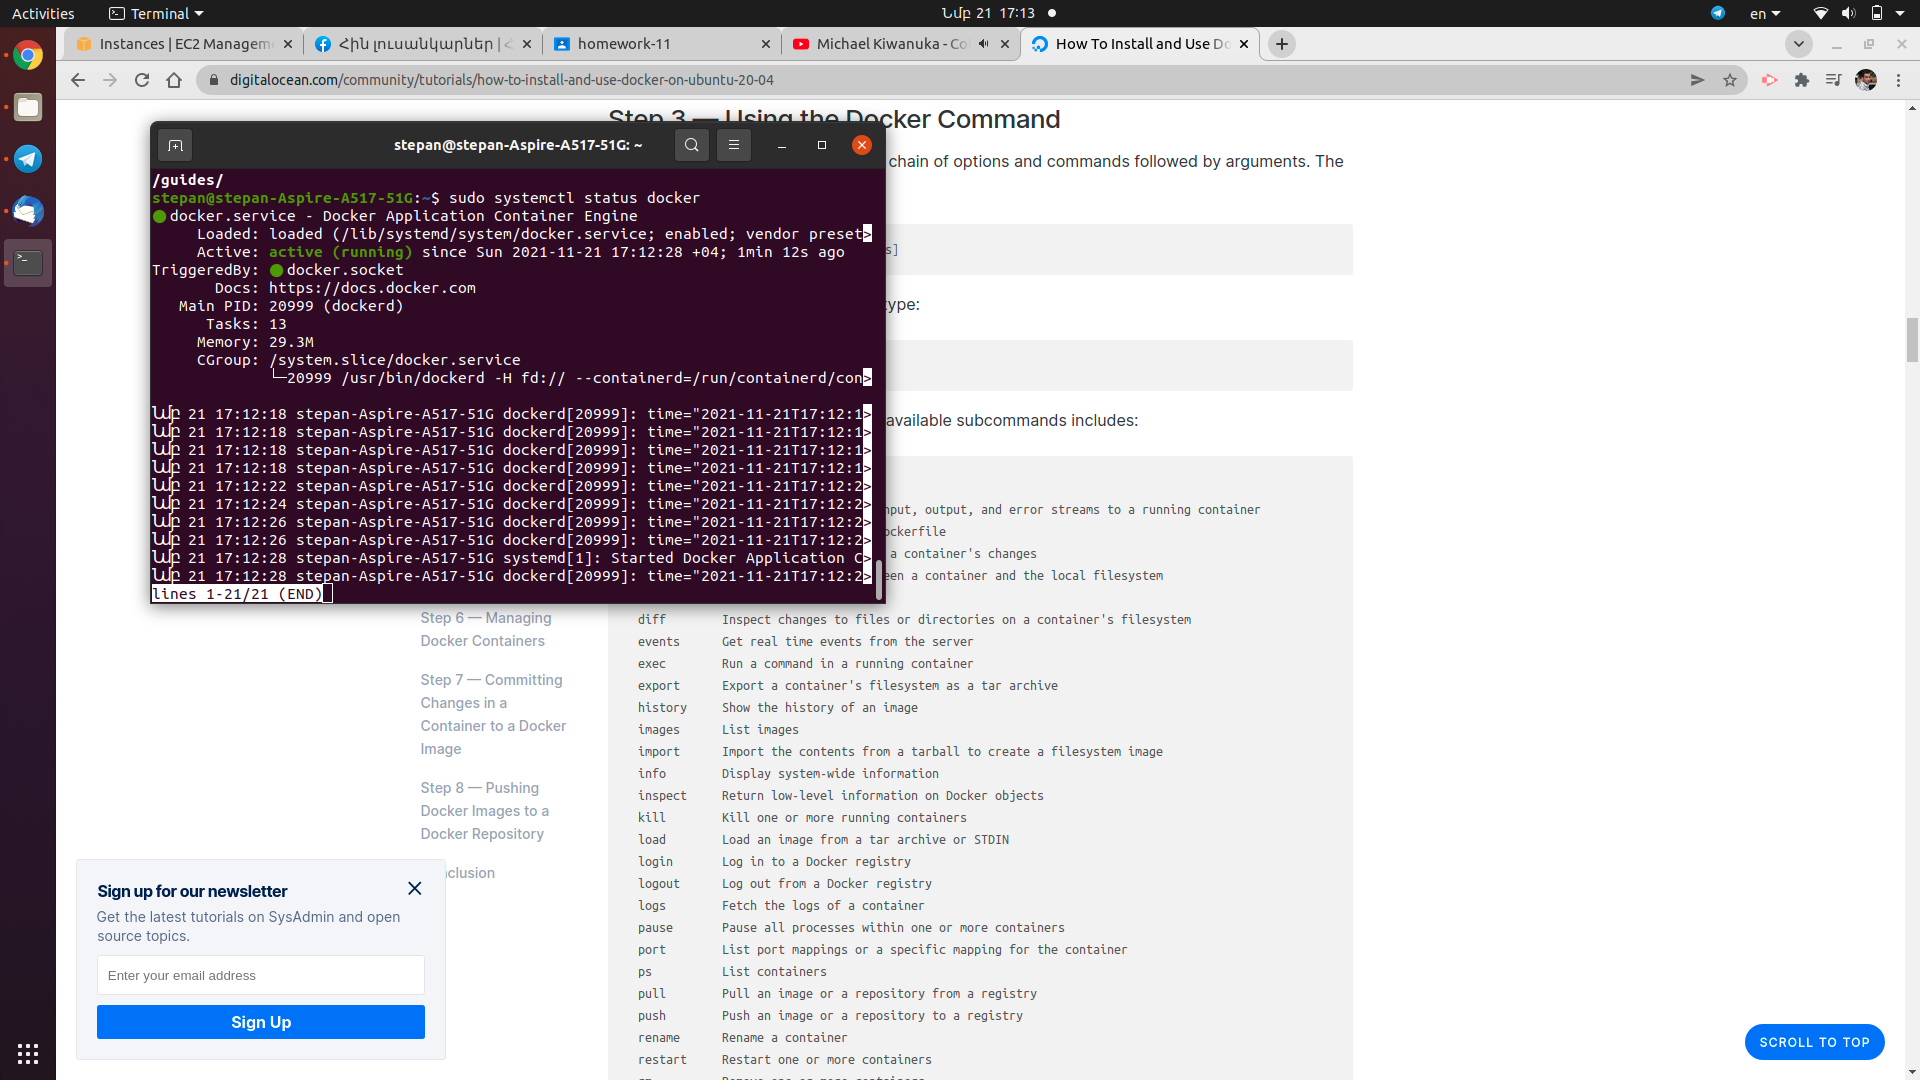 Activities
Terminal
Նմբ 21 17:13
en
Instances | EC2 Managem
Հին լուսանկարներ |
homework-11
Michael Kiwanuka - Co
How To Install and Use Do
digitalocean.com/community/tutorials/how-to-install-and-use-docker-on-ubuntu-20-04
Step 3 — Using the Docker Command
chain of options and commands followed by arguments. The
s]
type:
available subcommands includes:
stepan@stepan-Aspire-A517-51G: ~
/guides/
stepan@stepan-Aspire-A517-51G:~$ sudo systemctl status docker
docker.service - Docker Application Container Engine
Loaded: loaded (/lib/systemd/system/docker.service; enabled; vendor preset>
Active: active (running) since Sun 2021-11-21 17:12:28 +04; 1min 12s ago
TriggeredBy: docker.socket
Docs: https://docs.docker.com
Main PID: 20999 (dockerd)
Tasks: 13
Memory: 29.3M
CGroup: /system.slice/docker.service
└─20999 /usr/bin/dockerd -H fd:// --containerd=/run/containerd/con>
Նմբ 21 17:12:18 stepan-Aspire-A517-51G dockerd[20999]: time="2021-11-21T17:12:1>
Նմբ 21 17:12:18 stepan-Aspire-A517-51G dockerd[20999]: time="2021-11-21T17:12:1>
Նմբ 21 17:12:18 stepan-Aspire-A517-51G dockerd[20999]: time="2021-11-21T17:12:1>
Նմբ 21 17:12:18 stepan-Aspire-A517-51G dockerd[20999]: time="2021-11-21T17:12:1>
Նմբ 21 17:12:22 stepan-Aspire-A517-51G dockerd[20999]: time="2021-11-21T17:12:2>
Նմբ 21 17:12:24 stepan-Aspire-A517-51G dockerd[20999]: time="2021-11-21T17:12:2>
Նմբ 21 17:12:26 stepan-Aspire-A517-51G dockerd[20999]: time="2021-11-21T17:12:2>
Նմբ 21 17:12:26 stepan-Aspire-A517-51G dockerd[20999]: time="2021-11-21T17:12:2>
Նմբ 21 17:12:28 stepan-Aspire-A517-51G systemd[1]: Started Docker Application C>
Նմբ 21 17:12:28 stepan-Aspire-A517-51G dockerd[20999]: time="2021-11-21T17:12:2>
lines 1-21/21 (END)
nput, output, and error streams to a running container
ockerfile
a container's changes
een a container and the local filesystem
diff Inspect changes to files or directories on a container's filesystem
events Get real time events from the server
exec Run a command in a running container
export Export a container's filesystem as a tar archive
history Show the history of an image
images List images
import Import the contents from a tarball to create a filesystem image
info Display system-wide information
inspect Return low-level information on Docker objects
kill Kill one or more running containers
load Load an image from a tar archive or STDIN
login Log in to a Docker registry
logout Log out from a Docker registry
logs Fetch the logs of a container
pause Pause all processes within one or more containers
port List port mappings or a specific mapping for the container
ps List containers
pull Pull an image or a repository from a registry
push Push an image or a repository to a registry
rename Rename a container
restart Restart one or more containers
Step 6 — Managing
Docker Containers
Step 7 — Committing
Changes in a
Container to a Docker
Image
Step 8 — Pushing
Docker Images to a
Docker Repository
nclusion
Sign up for our newsletter
Get the latest tutorials on SysAdmin and open
source topics.
Enter your email address
Sign Up
SCROLL TO TOP